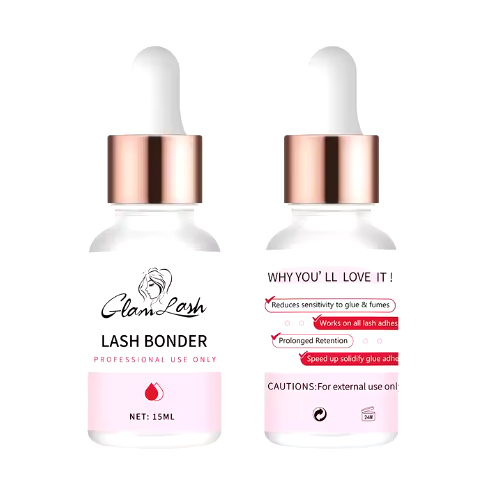 Glam Lash
LASH BONDER
PROFESSIONAL USE ONLY
NET: 15ML
WHY YOU'LL LOVE IT!
Reduces sensitivity to glue & fumes
Works on all lash adhes
Prolonged Retention
Speed up solidify glue adhe
CAUTIONS:For external use onl
24M